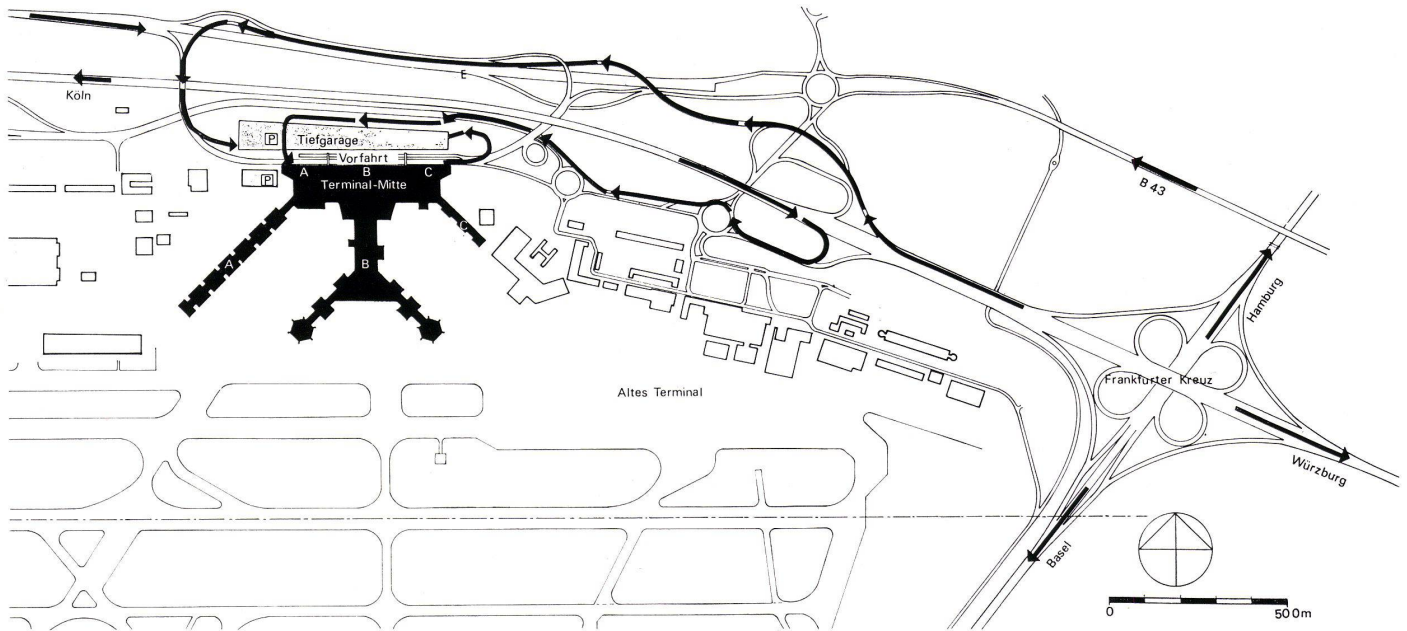 E
Köln
P
Tiefgarage
Vorfahrt
B 43
P
A B C
Terminal-Mitte
C
A
B
Hamburg
Frankfurter Kreuz
Altes Terminal
Würzburg
Basel
0 500m